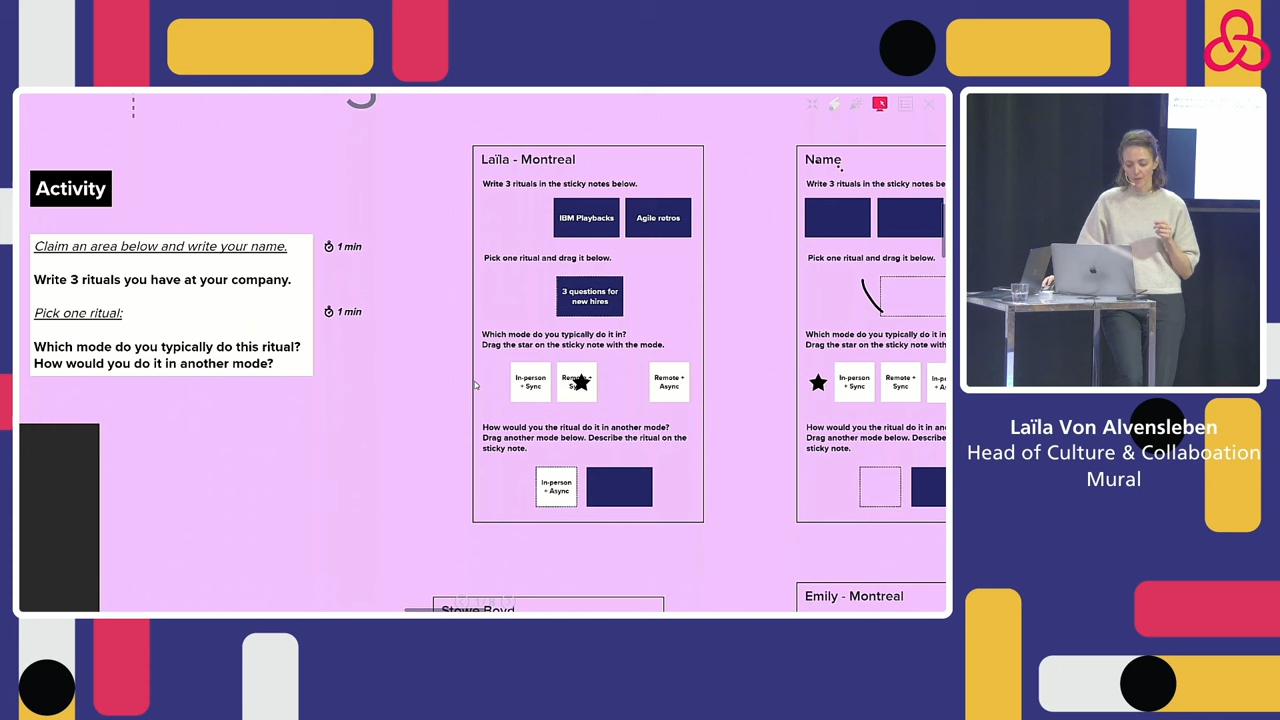 Activity
Claim an area below and write your name.
1 min
Write 3 rituals you have at your company.
Pick one ritual:
1 min
Which mode do you typically do this ritual?
How would you do it in another mode?
Laïla - Montreal
Write 3 rituals in the sticky notes below.
IBM Playbacks
Agile retros
Pick one ritual and drag it below.
3 questions for
new hires
Which mode do you typically do it in?
Drag the star on the sticky note with the mode.
In-person
+ Sync
Remote +
Sync
Remote +
Async
How would you the ritual do it in another mode?
Drag another mode below. Describe the ritual on the
sticky note.
In-person
+ Async
Name
Write 3 rituals in the sticky notes be
Pick one ritual and drag it below.
Which mode do you typically do it in
Drag the star on the sticky note with
In-person
+ Sync
Remote +
Sync
In-p
+ A
How would you the ritual do it in an
Drag another mode below. Describe
sticky note.
Stowe Boyd
Emily - Montreal
Laïla Von Alvensleben
Head of Culture & Collaboation
Mural